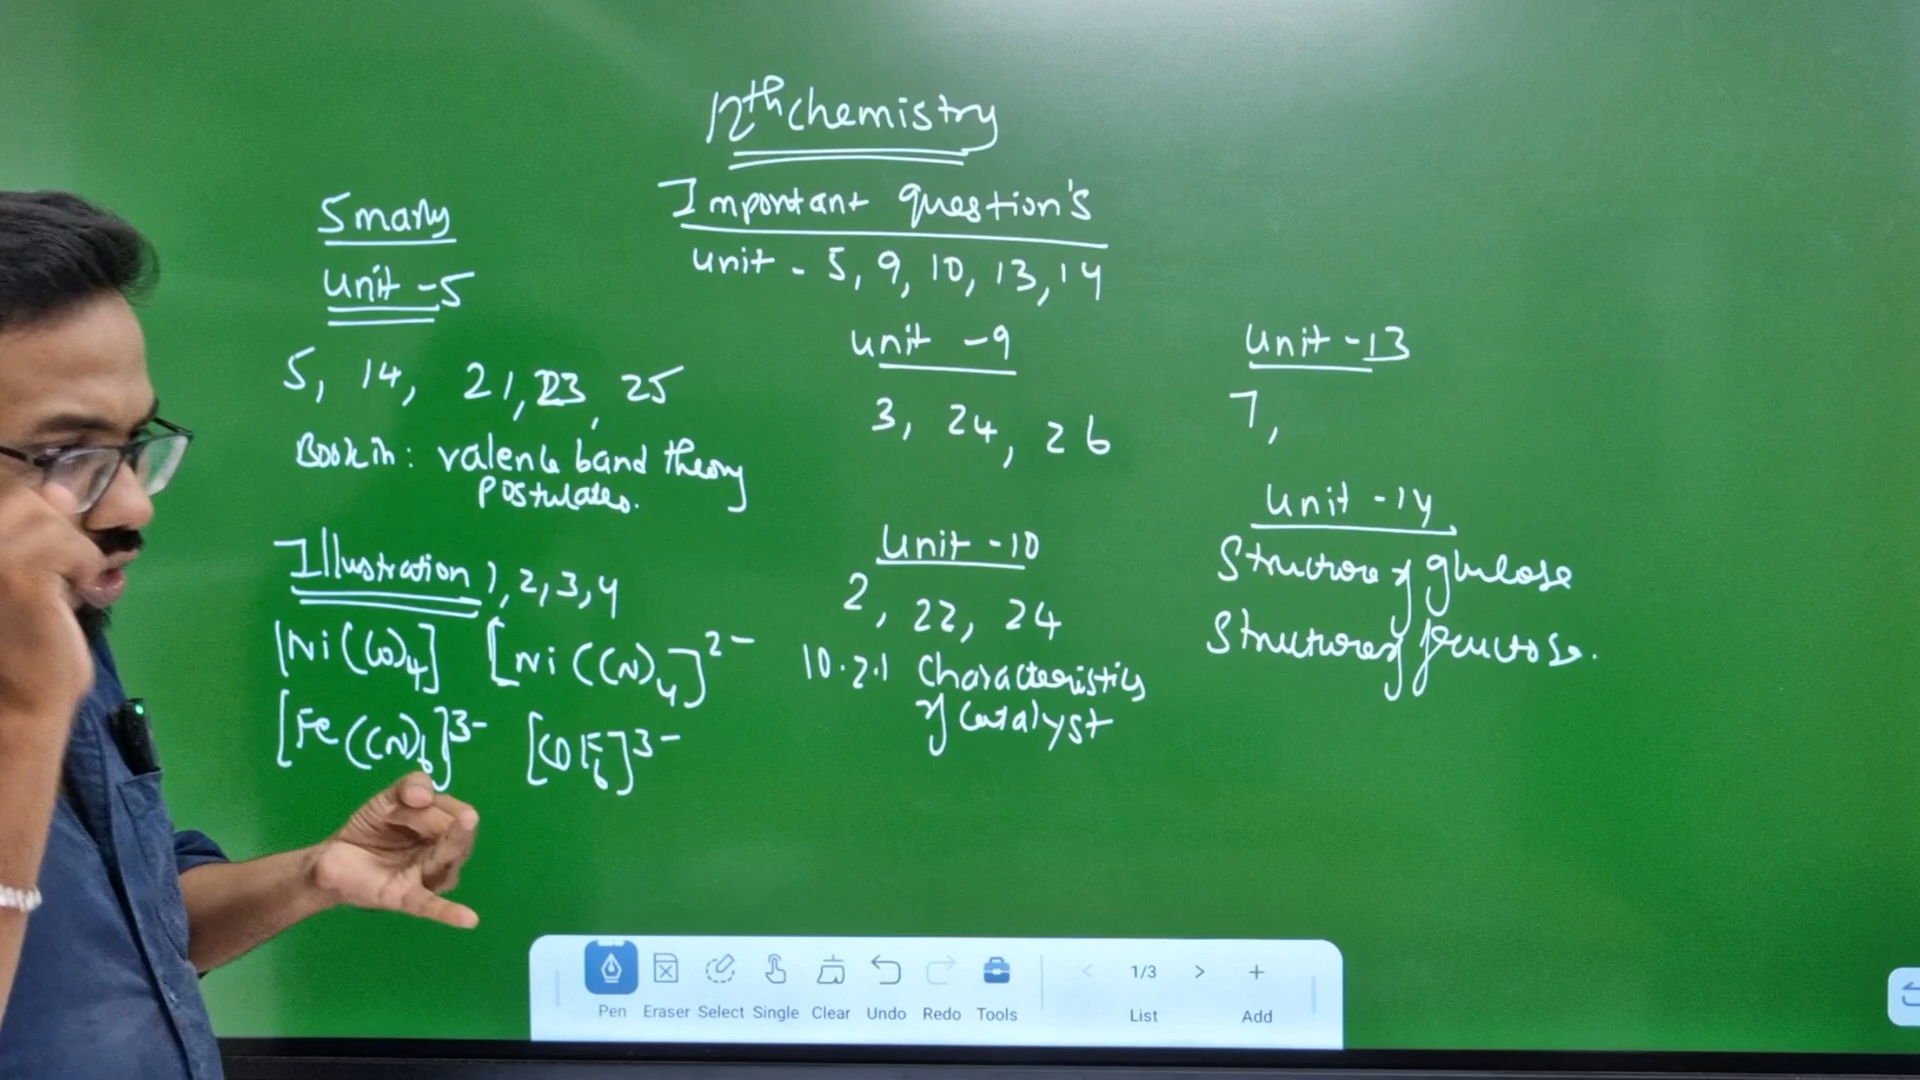 12th chemistry
Important question's
unit - 5, 9, 10, 13, 14
5 mark
unit - 5
5, 14, 21, 23, 25
Book in : valence band theory
postulates.
Illustration 1, 2, 3, 4
[Ni(CO)4] [Ni(CN)4]2-
[Fe(CN)6]3- [COF6]3-
unit - 9
3, 24, 26
unit - 10
2, 22, 24
10.2.1 characteristics
of catalyst
unit - 13
7,
unit - 14
Structure of glucose
Structure of fructose.
Pen Eraser Select Single Clear Undo Redo Tools
1/3
List
Add